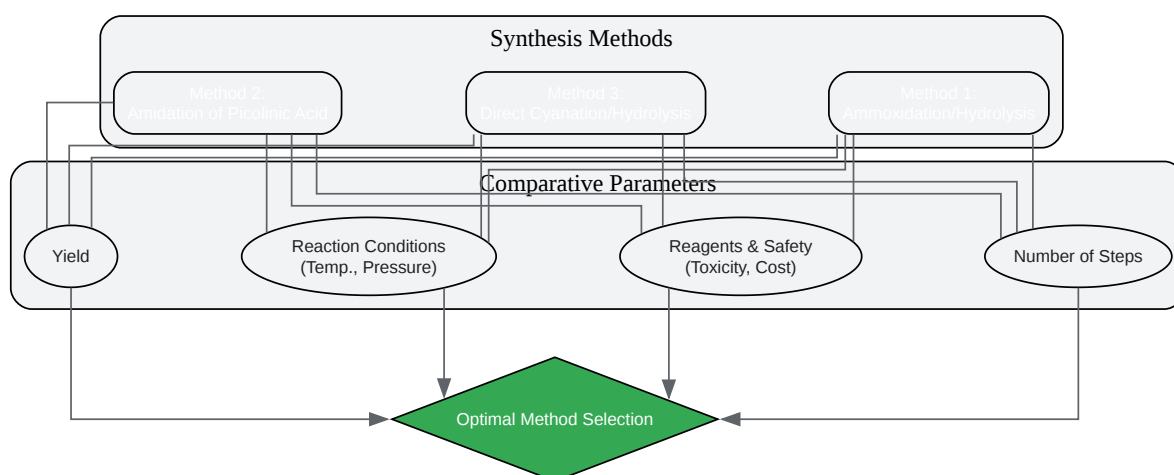 Synthesis Methods
Method 2:
Amidation of Picolinic Acid
Method 3:
Direct Cyanation/Hydrolysis
Method 1:
Ammoxidation/Hydrolysis
Comparative Parameters
Yield
Reaction Conditions
(Temp., Pressure)
Reagents & Safety
(Toxicity, Cost)
Number of Steps
Optimal Method Selection